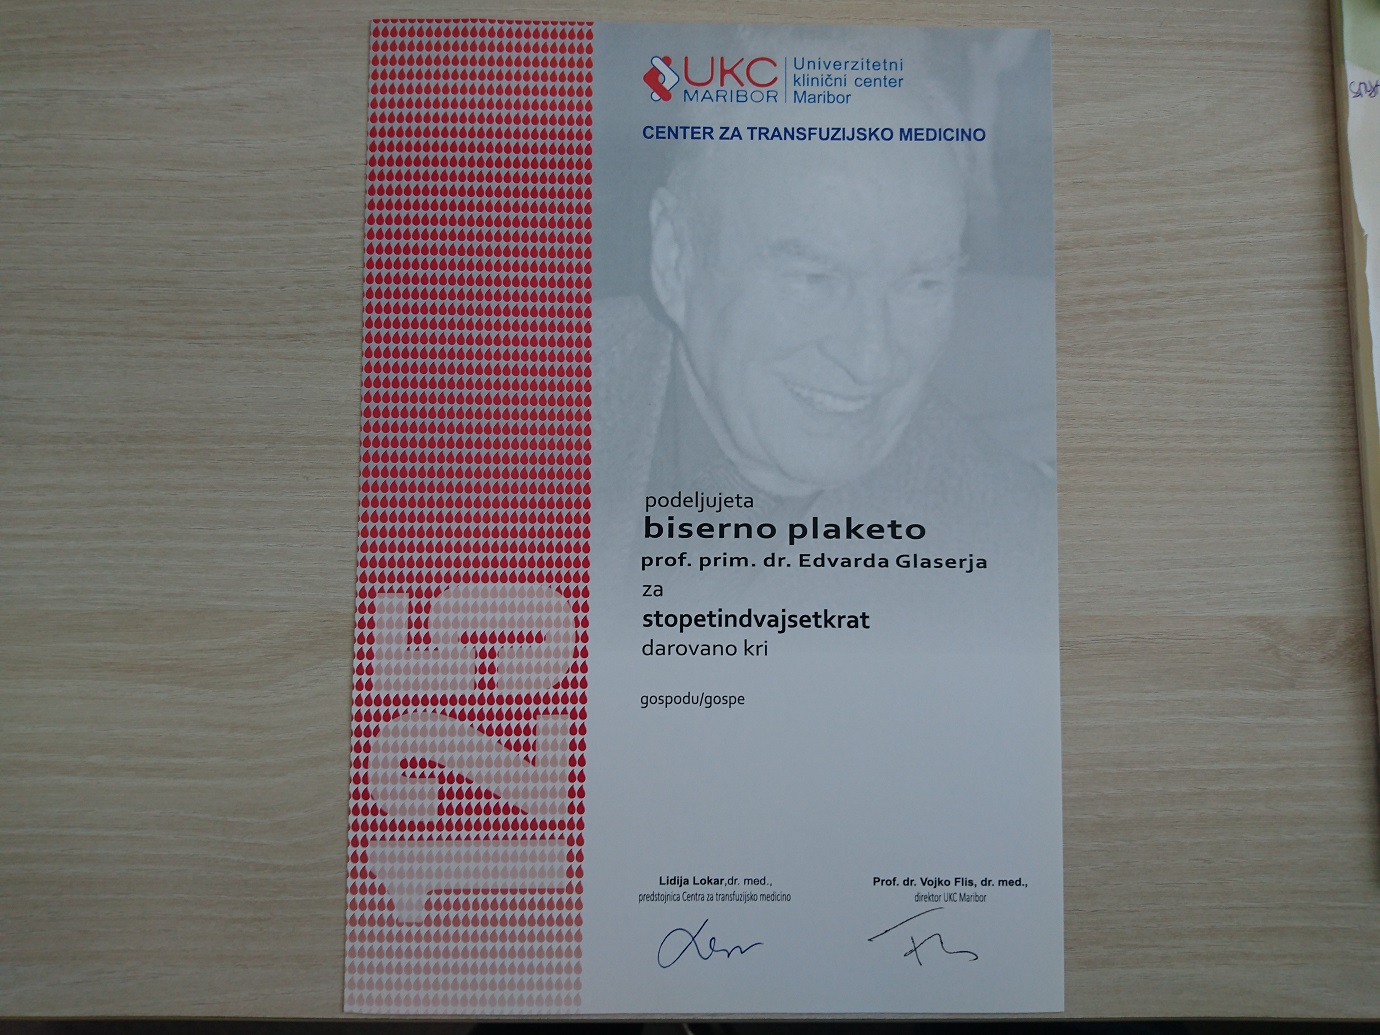 UKC
MARIBOR
Univerzitetni
klinični center
Maribor
CENTER ZA TRANSFUZIJSKO MEDICINO
podeljujeta
biserno plaketo
prof. prim. dr. Edvarda Glaserja
za
stopetindvajsetkrat
darovano kri
gospodu/gospe
125
Lidija Lokar,dr. med.,
predstojnica Centra za transfuzijsko medicino
Prof. dr. Vojko Flis, dr. med.,
direktor UKC Maribor